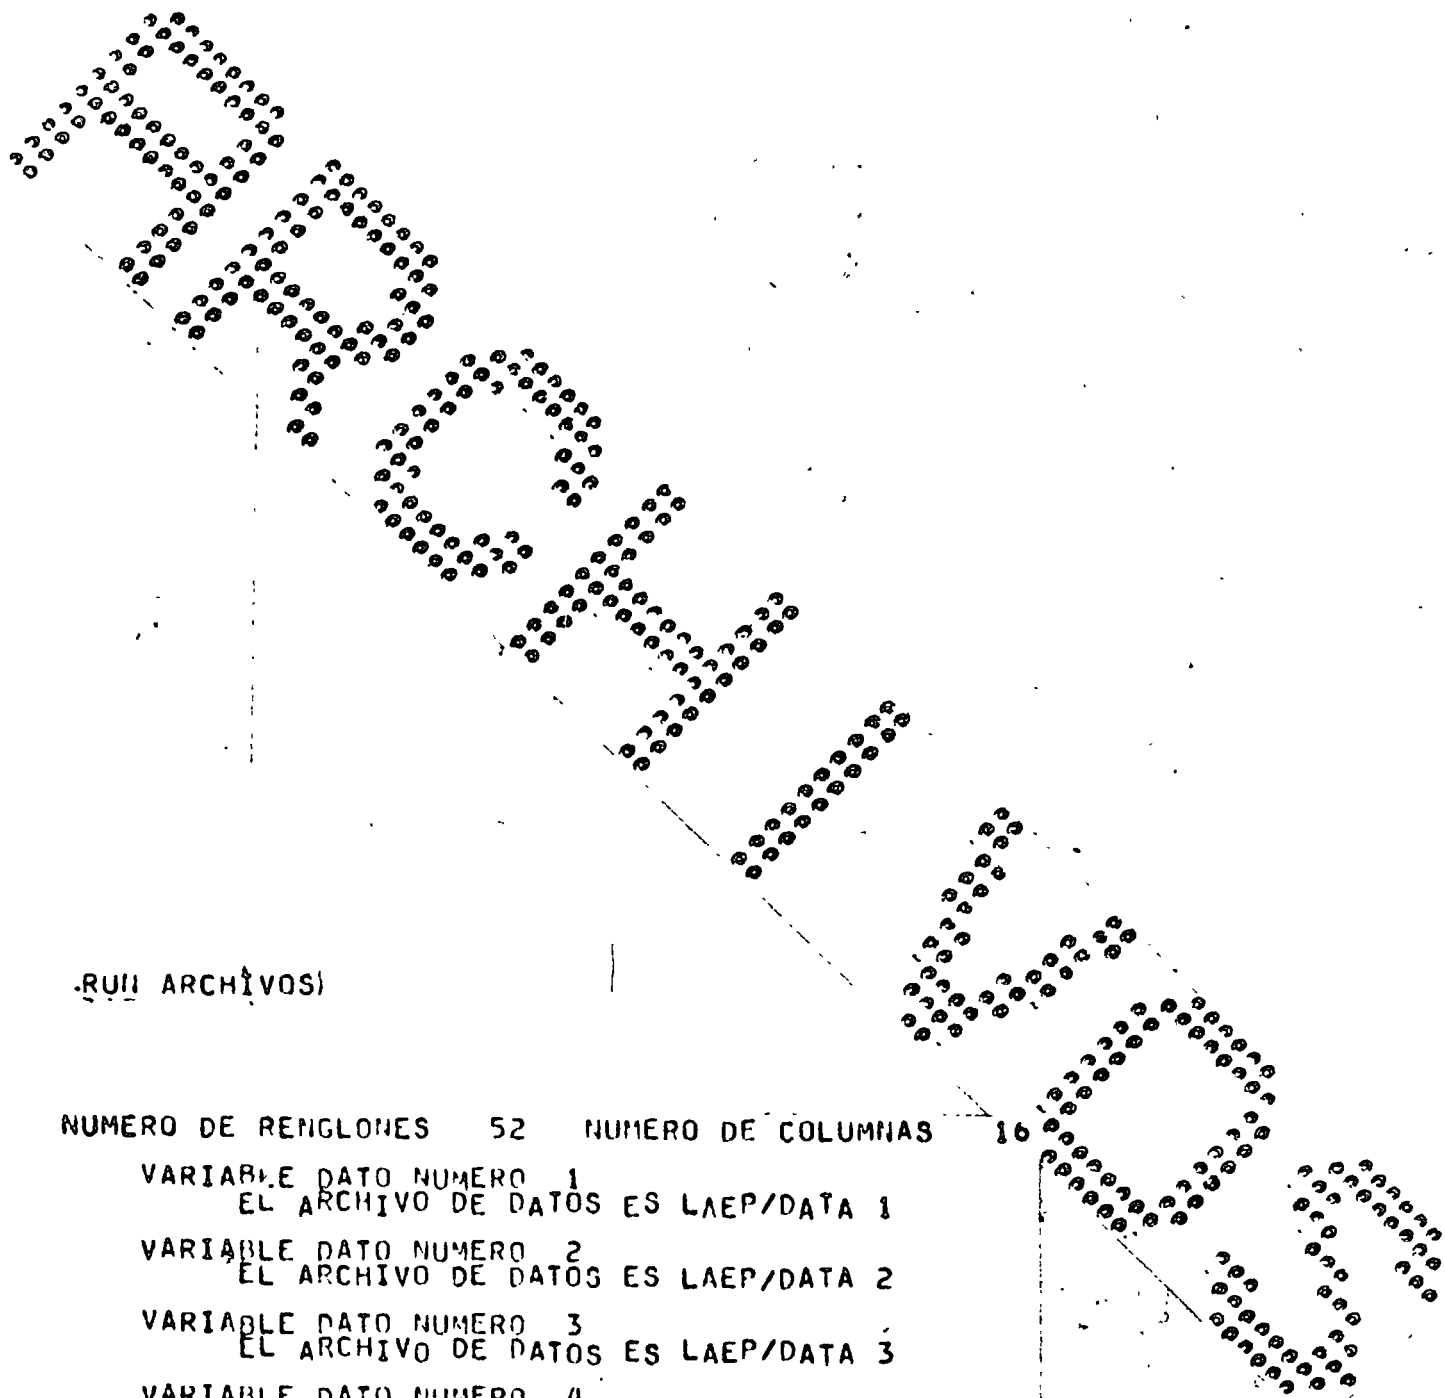 ARCHIVOS
.RUN ARCHIVOS
NUMERO DE RENGLONES 52 NUMERO DE COLUMNAS 16
VARIABLE DATO NUMERO 1
EL ARCHIVO DE DATOS ES LAEP/DATA 1
VARIABLE DATO NUMERO 2
EL ARCHIVO DE DATOS ES LAEP/DATA 2
VARIABLE DATO NUMERO 3
EL ARCHIVO DE DATOS ES LAEP/DATA 3
VARIABLE DATO NUMERO 4